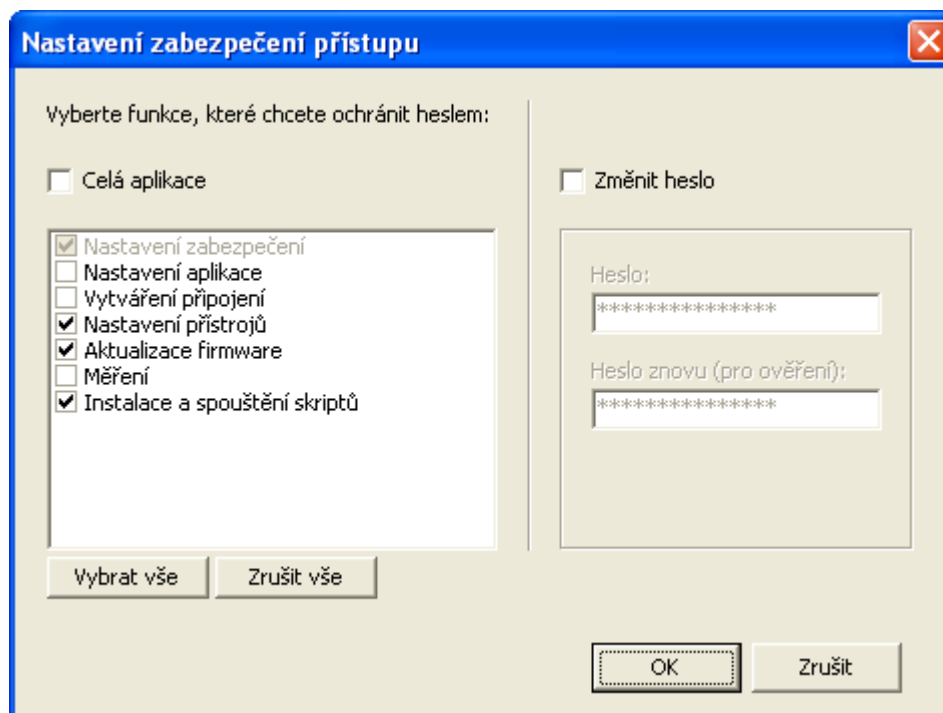 Nastavení zabezpečení přístupu
Vyberte funkce, které chcete ochránit heslem:
Celá aplikace
Nastavení zabezpečení
Nastavení aplikace
Vytváření připojení
Nastavení přístrojů
Aktualizace firmware
Měření
Instalace a spouštění skriptů
Vybrat vše
Zrušit vše
Změnit heslo
Heslo:
***************
Heslo znovu (pro ověření):
***************
OK
Zrušit